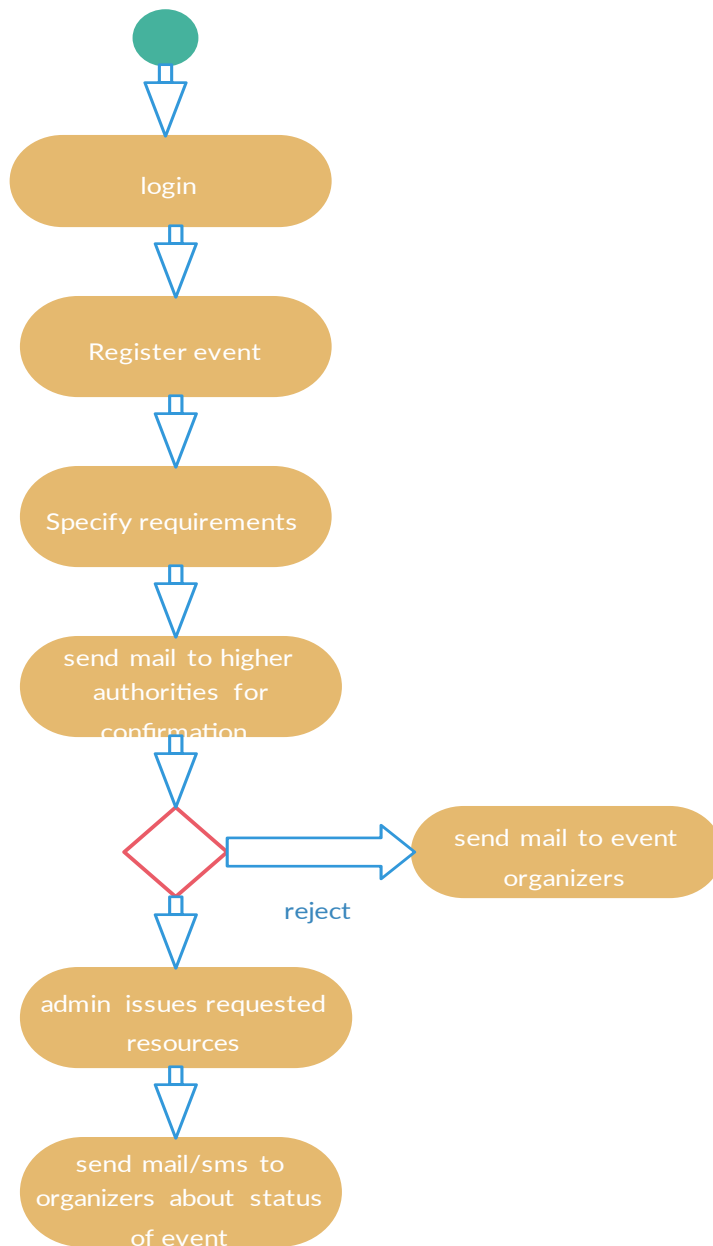 login
Register event
Specify requirements
send mail to higher
authorities for
confirmation
send mail to event
organizers
reject
admin issues requested
resources
send mail/sms to
organizers about status
of event